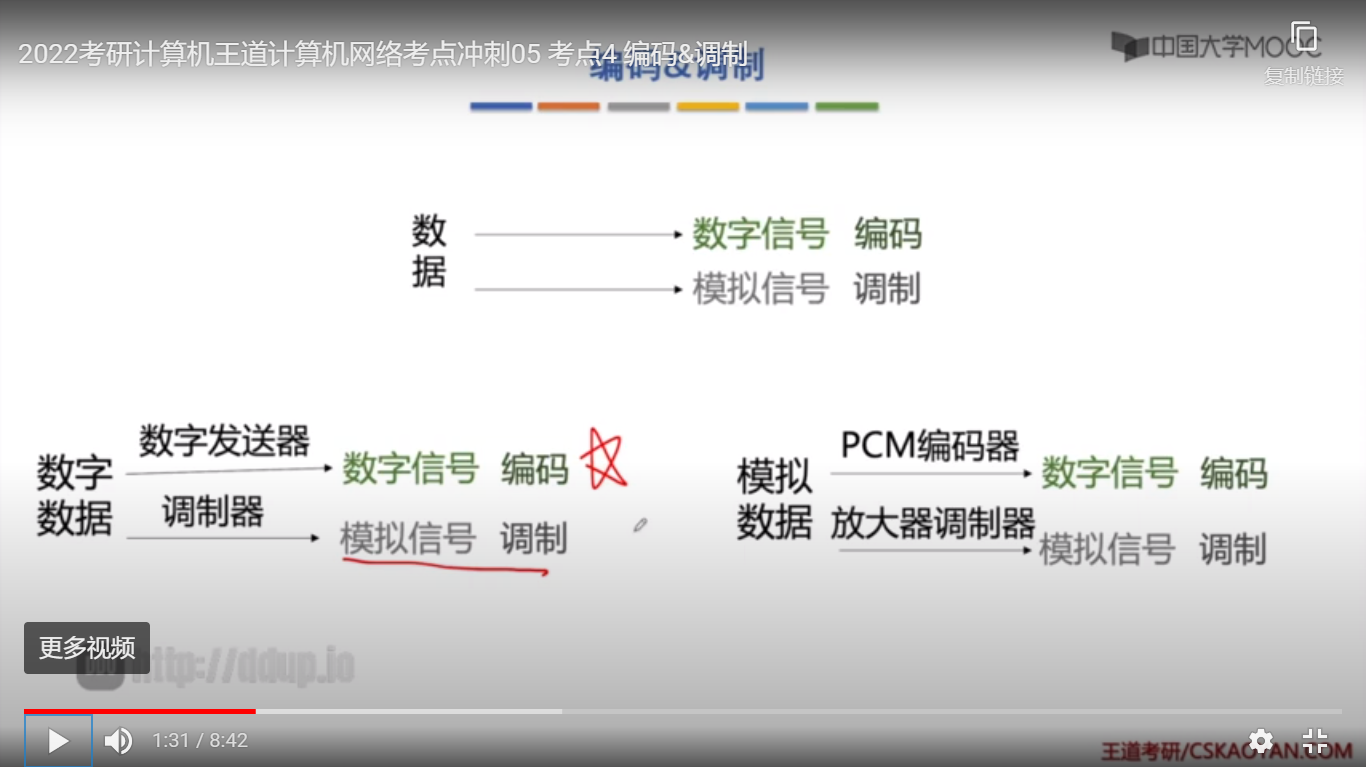 2022考研计算机王道计算机网络考点冲刺05 考点4 编码&调制
中国大学MOOC
编码&调制
复制链接
数据
数字信号 编码
模拟信号 调制
数字数据
数字发送器
数字信号 编码
调制器
模拟信号 调制
模拟数据
PCM编码器
数字信号 编码
放大器调制器
模拟信号 调制
更多视频
http://ddup.io
1:31 / 8:42
王道考研/CSKAOYAN.COM